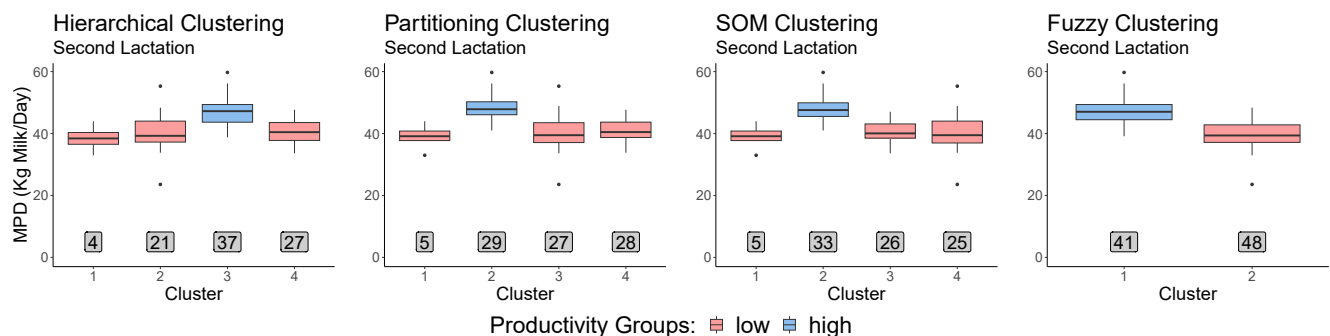 Hierarchical Clustering
Second Lactation
MPD (Kg Milk/Day)
60
40
20
0
4 21 37 27
1 2 3 4
Cluster
Partitioning Clustering
Second Lactation
60
40
20
0
5 29 27 28
1 2 3 4
Cluster
SOM Clustering
Second Lactation
60
40
20
0
5 33 26 25
1 2 3 4
Cluster
Fuzzy Clustering
Second Lactation
60
40
20
0
41 48
1 2
Cluster
Productivity Groups: low high